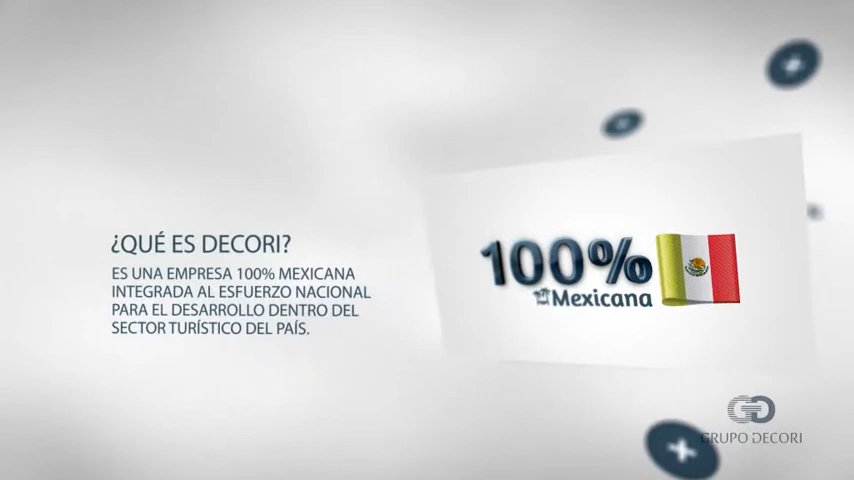 ¿QUÉ ES DECORI?
ES UNA EMPRESA 100% MEXICANA
INTEGRADA AL ESFUERZO NACIONAL
PARA EL DESARROLLO DENTRO DEL
SECTOR TURÍSTICO DEL PAÍS.
100%
Mexicana
GRUPO DECORI